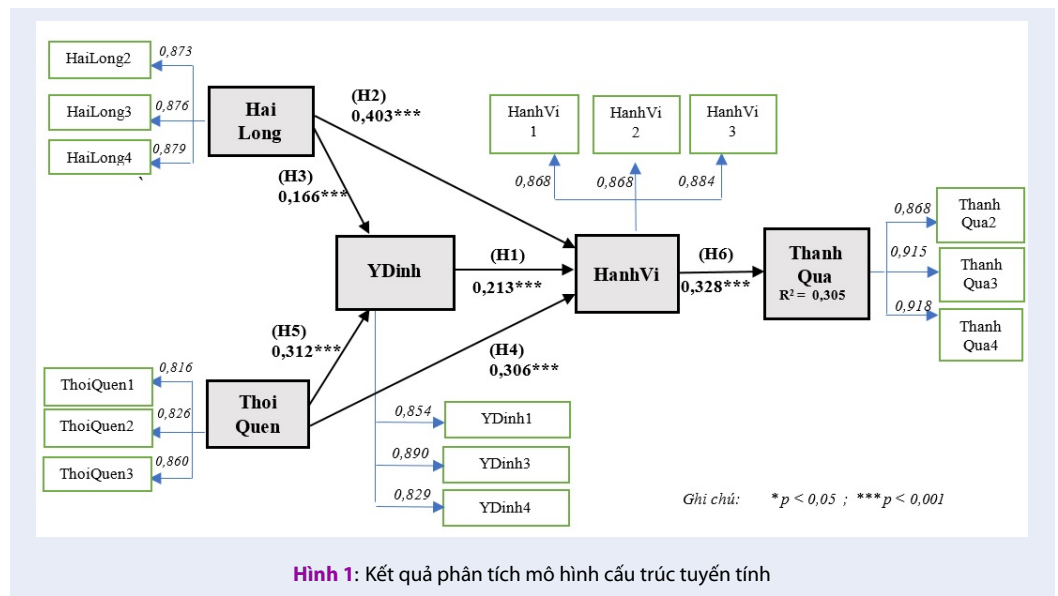 HaiLong2
0,873
HaiLong3
0,876
HaiLong4
0,879
Hai
Long
(H2)
0,403***
(H3)
0,166***
HanhVi
1
HanhVi
2
HanhVi
3
0,868
0,868
0,884
YDinh
(H1)
0,213***
HanhVi
(H6)
0,328***
Thanh
Qua
R² = 0,305
0,868
Thanh
Qua2
0,915
Thanh
Qua3
0,918
Thanh
Qua4
(H5)
0,312***
(H4)
0,306***
ThoiQuen1
0,816
ThoiQuen2
0,826
ThoiQuen3
0,860
Thoi
Quen
0,854
YDinh1
0,890
YDinh3
0,829
YDinh4
Ghi chú: * p < 0,05 ; *** p < 0,001
Hình 1: Kết quả phân tích mô hình cấu trúc tuyến tính